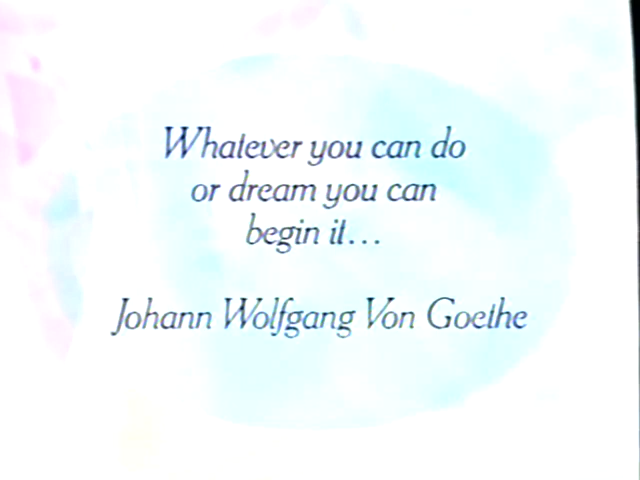 Whatever you can do
or dream you can
begin it...
Johann Wolfgang Von Goethe